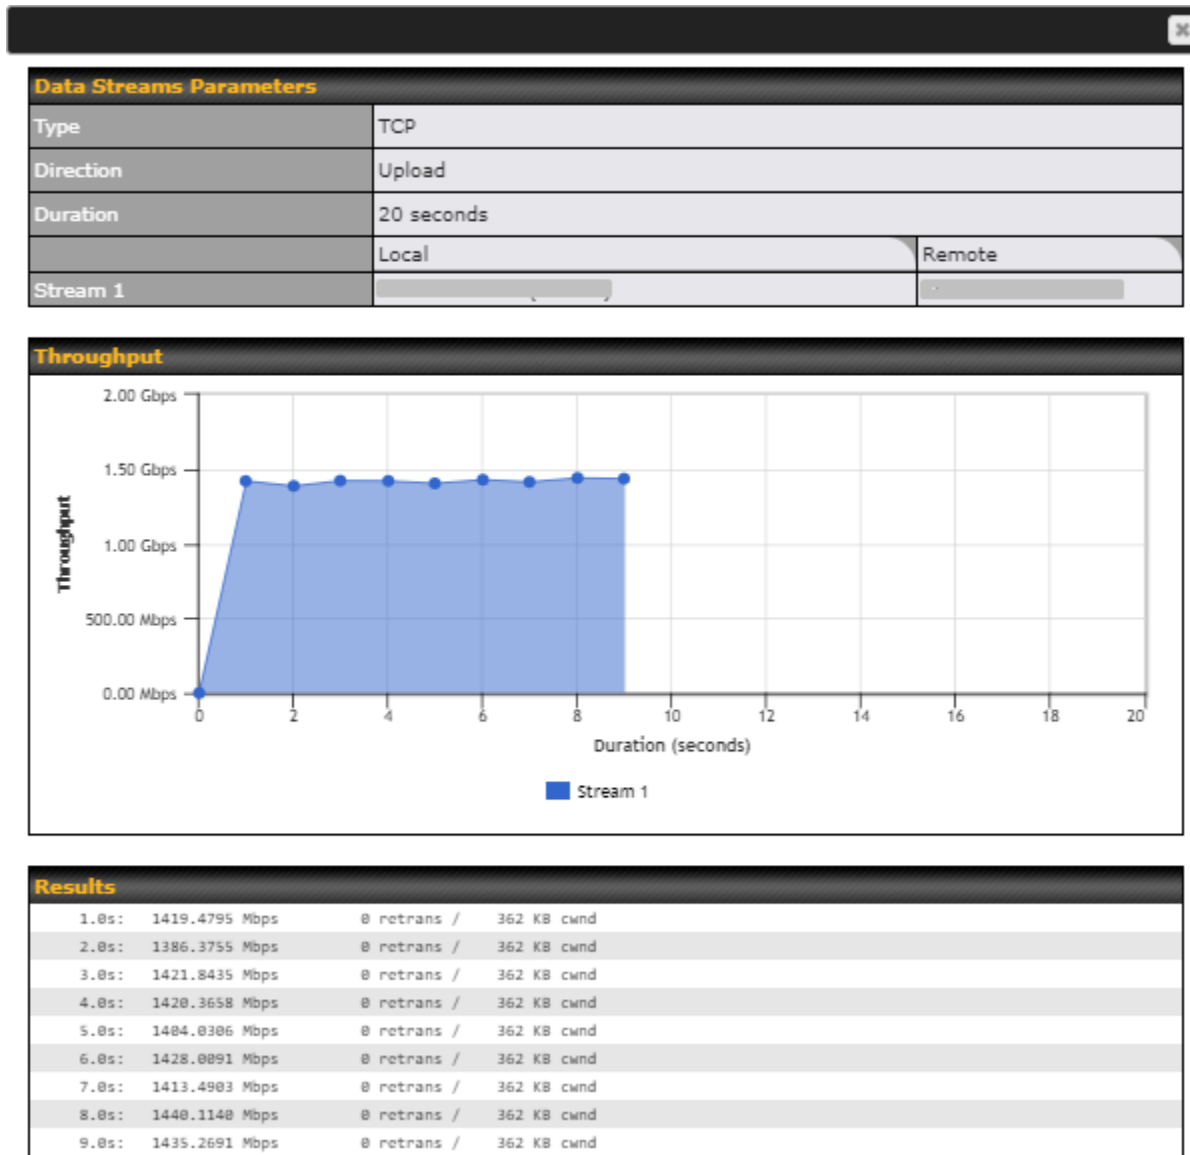 Data Streams Parameters
Type TCP
Direction Upload
Duration 20 seconds
Local Remote
Stream 1
Throughput
2.00 Gbps
1.50 Gbps
1.00 Gbps
500.00 Mbps
0.00 Mbps
Throughput
0 2 4 6 8 10 12 14 16 18 20
Duration (seconds)
Stream 1
Results
1.0s: 1419.4795 Mbps 0 retrans / 362 KB cwnd
2.0s: 1386.3755 Mbps 0 retrans / 362 KB cwnd
3.0s: 1421.8435 Mbps 0 retrans / 362 KB cwnd
4.0s: 1420.3658 Mbps 0 retrans / 362 KB cwnd
5.0s: 1404.0306 Mbps 0 retrans / 362 KB cwnd
6.0s: 1428.0091 Mbps 0 retrans / 362 KB cwnd
7.0s: 1413.4903 Mbps 0 retrans / 362 KB cwnd
8.0s: 1440.1140 Mbps 0 retrans / 362 KB cwnd
9.0s: 1435.2691 Mbps 0 retrans / 362 KB cwnd